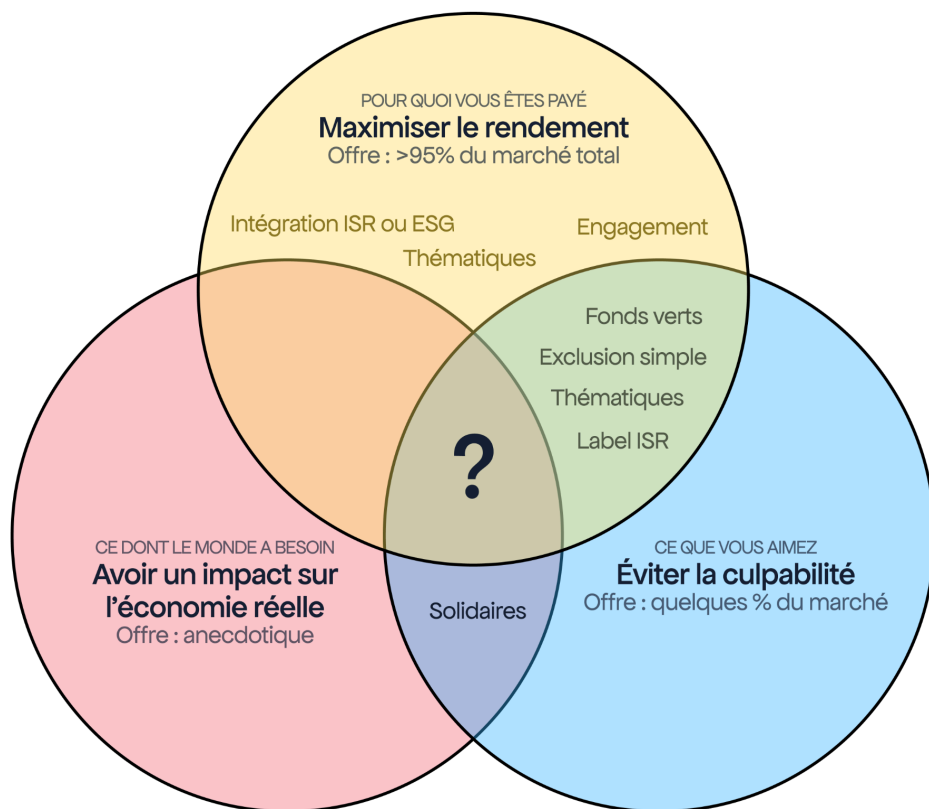 POUR QUOI VOUS ÊTES PAYÉ
Maximiser le rendement
Offre : >95% du marché total
Intégration ISR ou ESG
Engagement
Thématiques
Fonds verts
Exclusion simple
Thématiques
Label ISR
?
CE DONT LE MONDE A BESOIN
Avoir un impact sur
l'économie réelle
Offre : anecdotique
CE QUE VOUS AIMEZ
Éviter la culpabilité
Offre : quelques % du marché
Solidaires